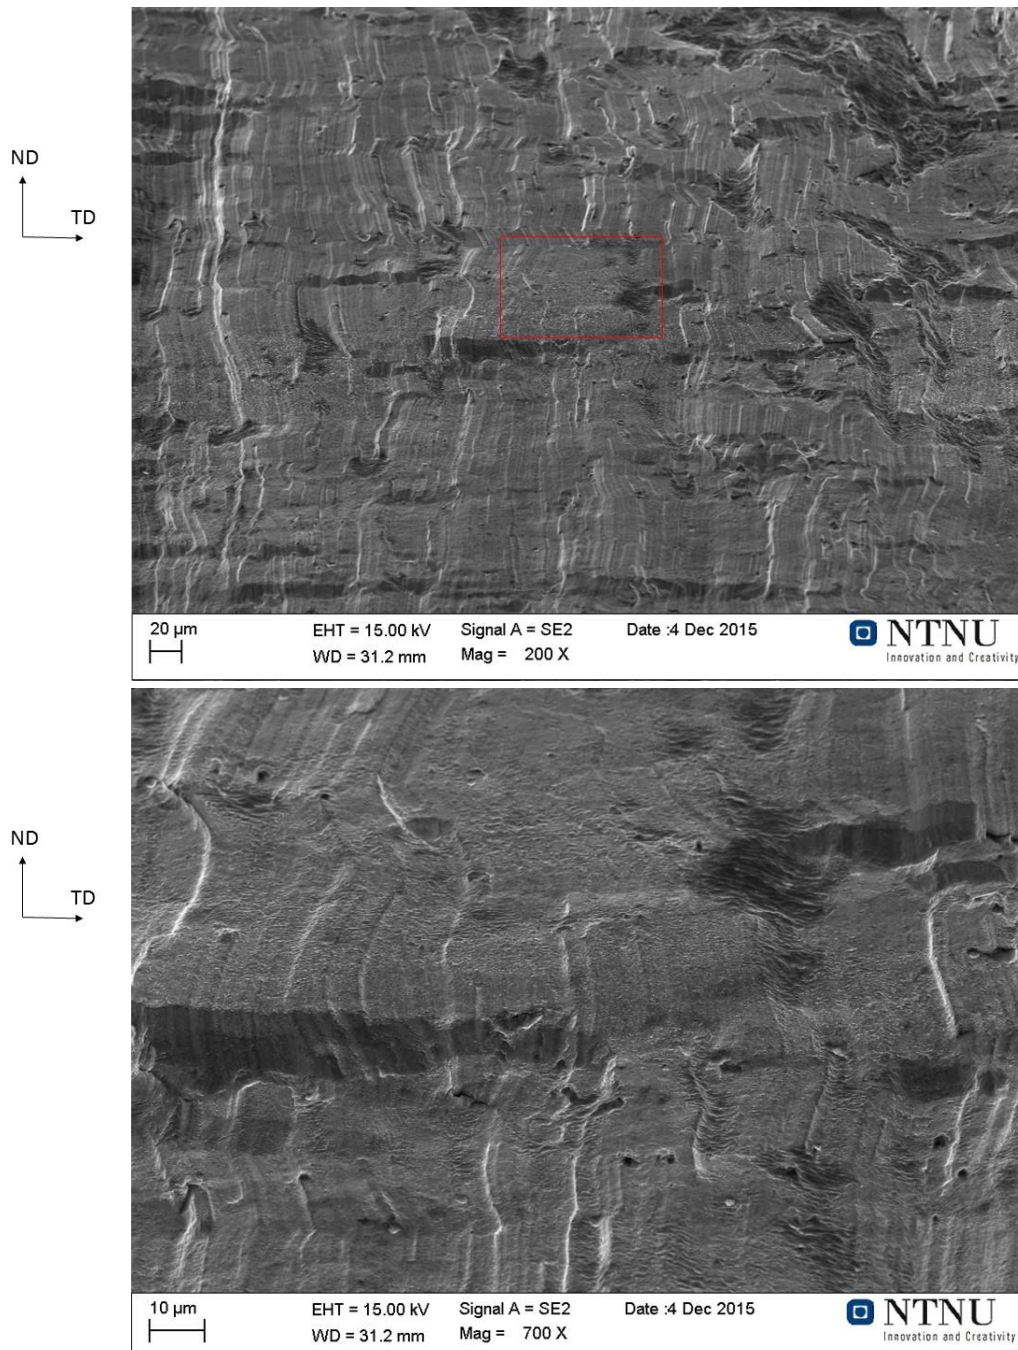 ND
TD
20 µm
EHT = 15.00 kV
Signal A = SE2
Date :4 Dec 2015
WD = 31.2 mm
Mag = 200 X
NTNU
Innovation and Creativity
ND
TD
10 µm
EHT = 15.00 kV
Signal A = SE2
Date :4 Dec 2015
WD = 31.2 mm
Mag = 700 X
NTNU
Innovation and Creativity